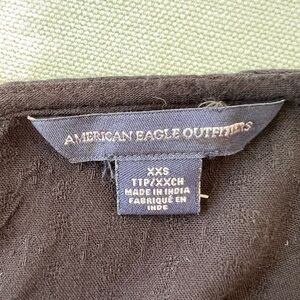 AMERICAN EAGLE OUTFITTERS
XXS
TTP/XXCH
MADE IN INDIA
FABRIQUÉ EN
INDE